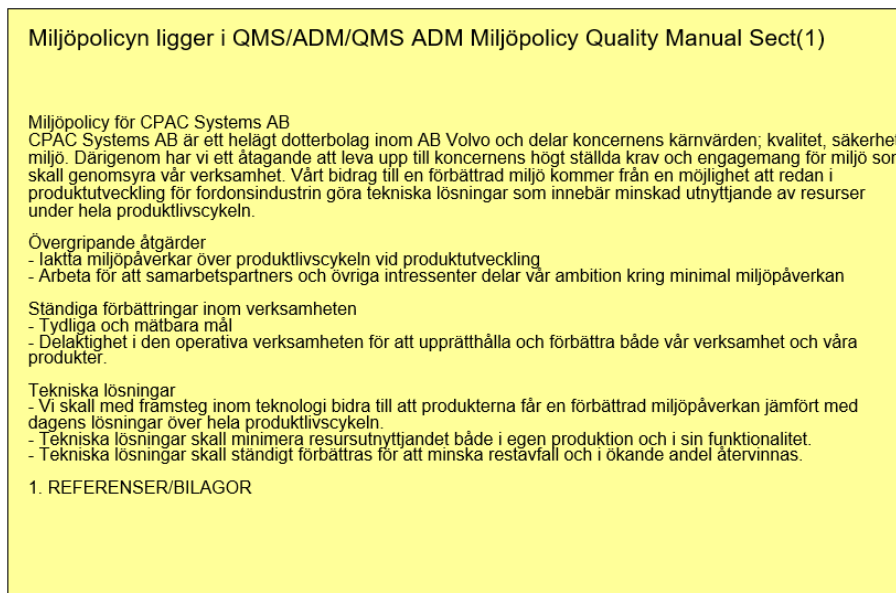 Miljöpolicyn ligger i QMS/ADM/QMS ADM Miljöpolicy Quality Manual Sect(1)
Miljöpolicy för CPAC Systems AB
CPAC Systems AB är ett helägt dotterbolag inom AB Volvo och delar koncernens kärnvärden; kvalitet, säkerhet
miljö. Därigenom har vi ett åtagande att leva upp till koncernens högt ställda krav och engagemang för miljö som
skall genomsyra vår verksamhet. Vårt bidrag till en förbättrad miljö kommer från en möjlighet att redan i
produktutveckling för fordonsindustrin göra tekniska lösningar som innebär minskad utnyttjande av resurser
under hela produktlivscykeln.
Övergripande åtgärder
- Iaktta miljöpåverkar över produktlivscykeln vid produktutveckling
- Arbeta för att samarbetspartners och övriga intressenter delar vår ambition kring minimal miljöpåverkan
Ständiga förbättringar inom verksamheten
- Tydliga och mätbara mål
- Delaktighet i den operativa verksamheten för att upprätthålla och förbättra både vår verksamhet och våra
produkter.
Tekniska lösningar
- Vi skall med framsteg inom teknologi bidra till att produkterna får en förbättrad miljöpåverkan jämfört med
dagens lösningar över hela produktlivscykeln.
- Tekniska lösningar skall minimera resursutnyttjandet både i egen produktion och i sin funktionalitet.
- Tekniska lösningar skall ständigt förbättras för att minska restavfall och i ökande andel återvinnas.
1. REFERENSER/BILAGOR